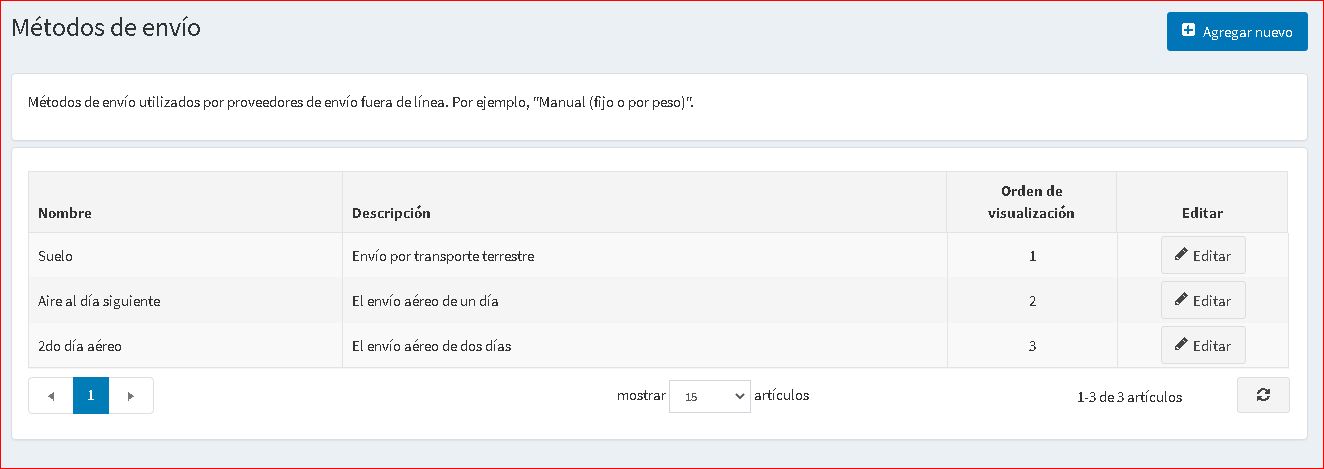 Métodos de envío
Agregar nuevo
Métodos de envío utilizados por proveedores de envío fuera de línea. Por ejemplo, "Manual (fijo o por peso)".
Nombre Descripción Orden de visualización Editar
Suelo Envío por transporte terrestre 1 Editar
Aire al día siguiente El envío aéreo de un día 2 Editar
2do día aéreo El envío aéreo de dos días 3 Editar
1 mostrar 15 artículos 1-3 de 3 artículos